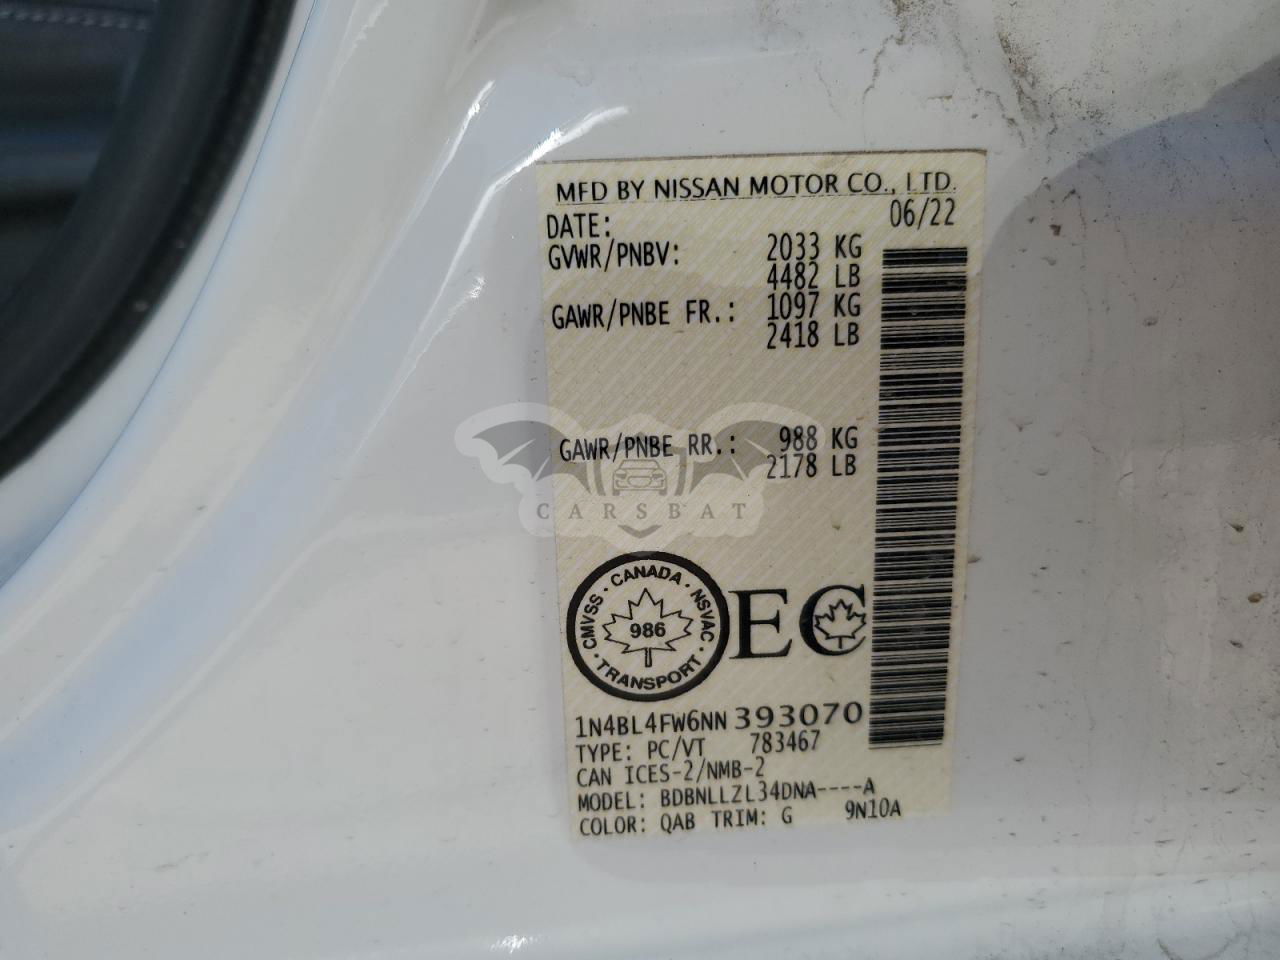 MFD BY NISSAN MOTOR CO., LTD.
DATE: 06/22
GVWR/PNBV: 2033 KG
4482 LB
GAWR/PNBE FR.: 1097 KG
2418 LB
GAWR/PNBE RR.: 988 KG
2178 LB
CARSBAT
CMVSS · CANADA · NSVAC · TRANSPORT ·
986
EC
1N4BL4FW6NN393070
TYPE: PC/VT 783467
CAN ICES-2/NMB-2
MODEL: BDBNLLZL34DNA----A
COLOR: QAB TRIM: G 9N10A